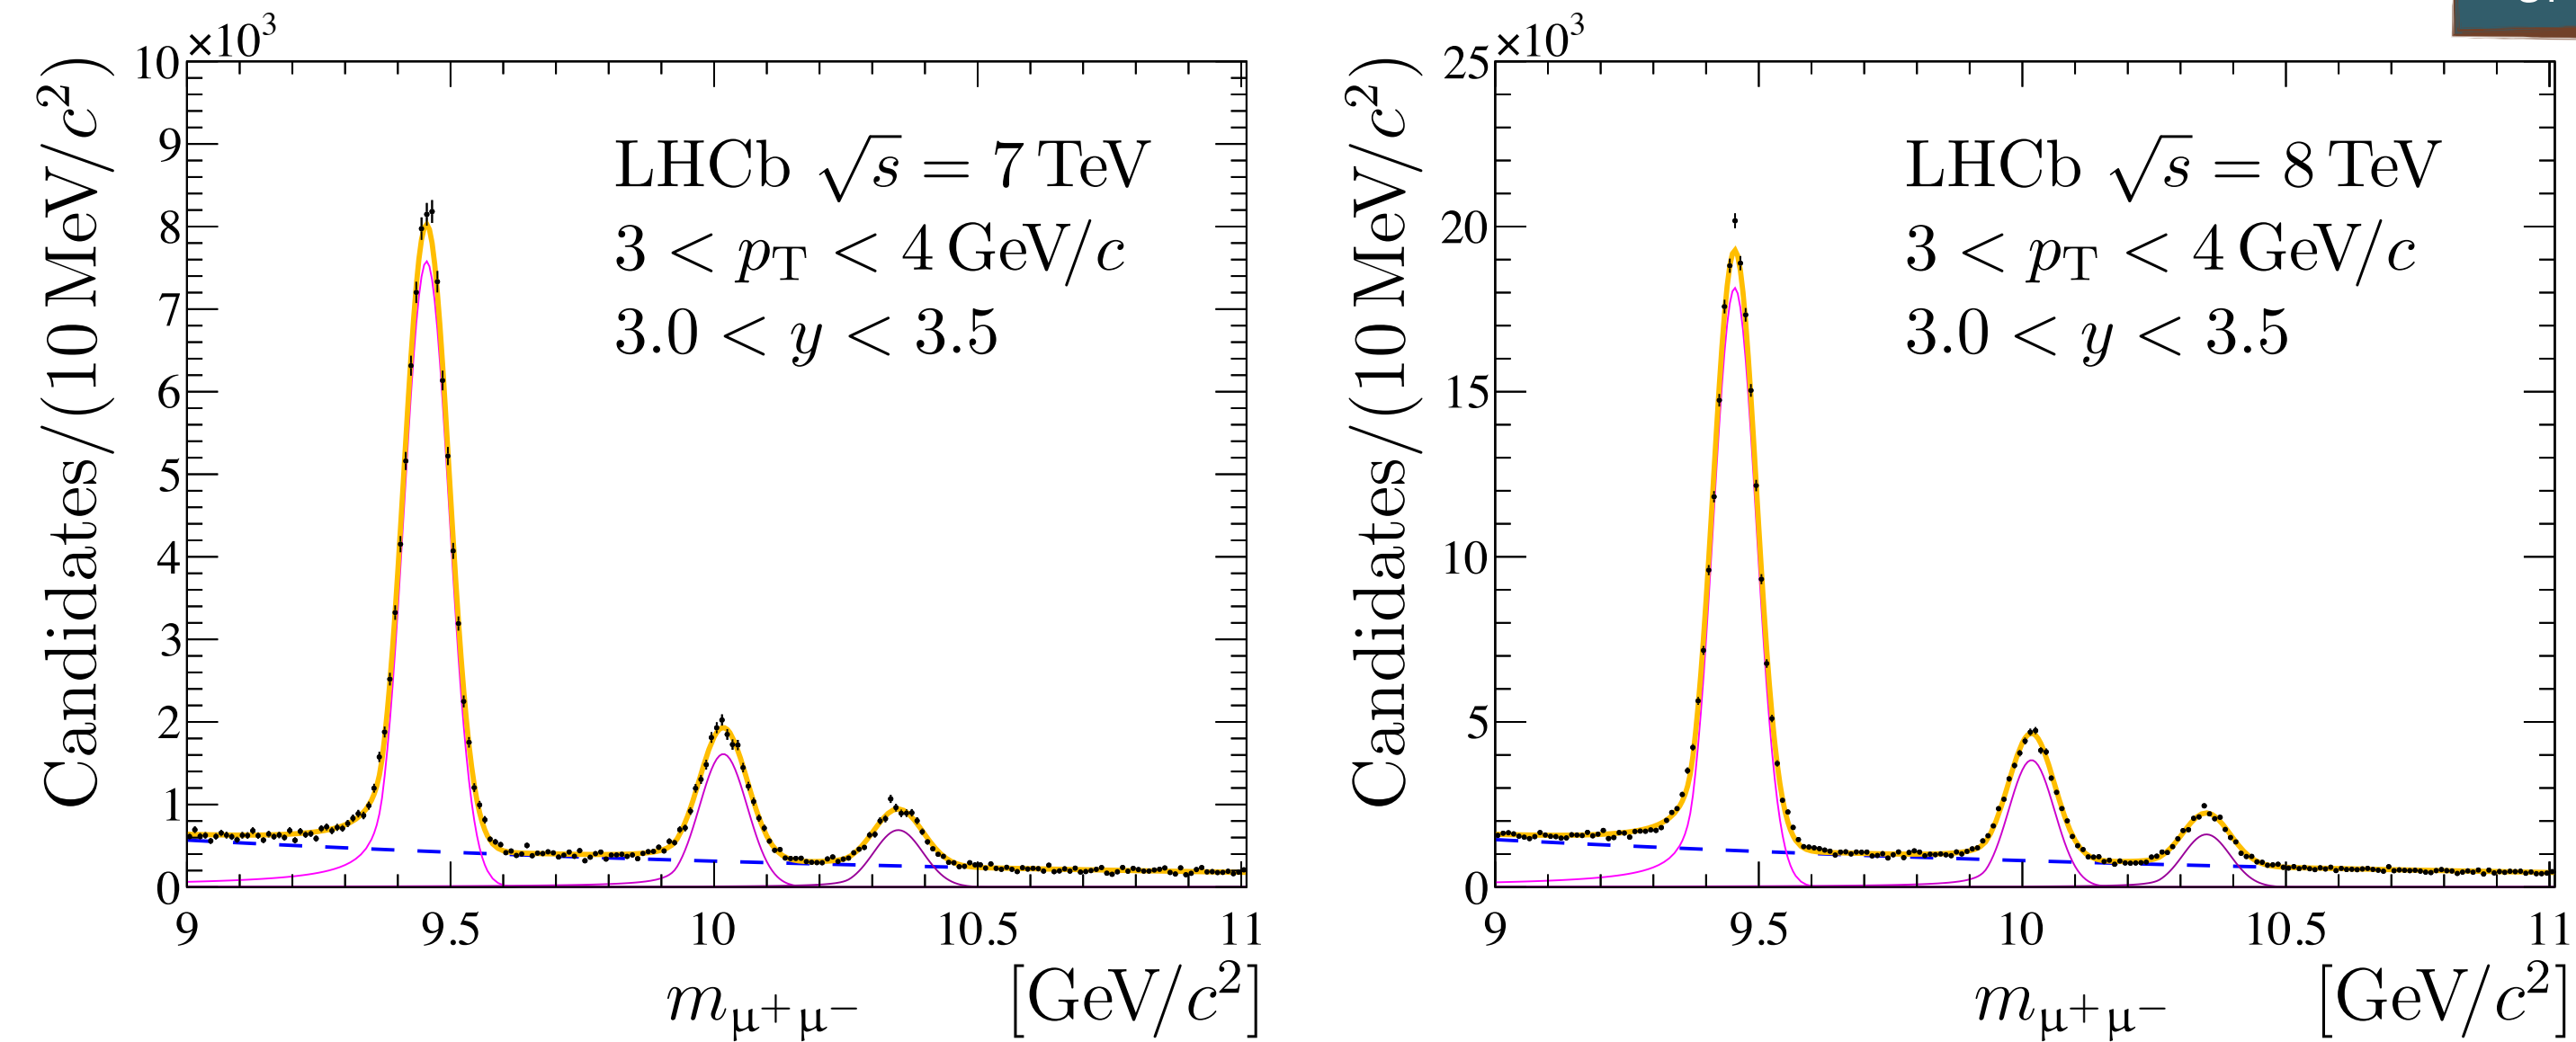 Candidates/(10 MeV/c²)
×10³
10
9
8
7
6
5
4
3
2
1
0
LHCb √s = 7 TeV
3 < pT < 4 GeV/c
3.0 < y < 3.5
9 9.5 10 10.5 11
mμ+μ− [GeV/c²]
Candidates/(10 MeV/c²)
×10³
25
20
15
10
5
0
LHCb √s = 8 TeV
3 < pT < 4 GeV/c
3.0 < y < 3.5
9 9.5 10 10.5 11
mμ+μ− [GeV/c²]